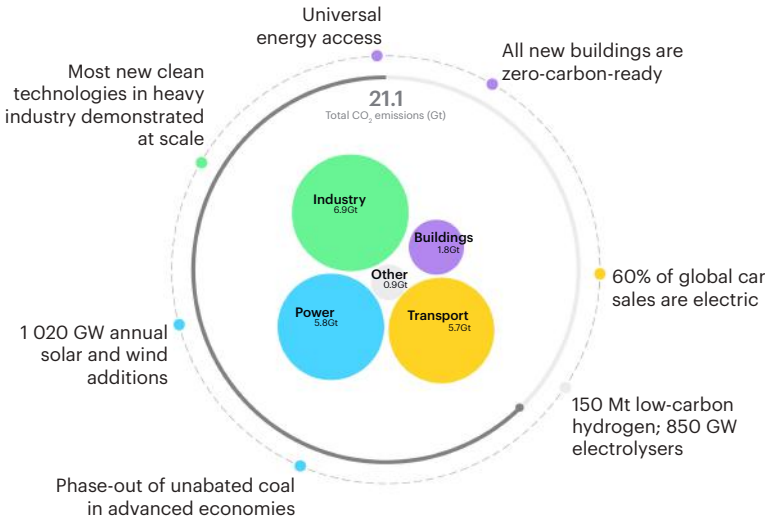 Universal
energy access
All new buildings are
zero-carbon-ready
Most new clean
technologies in heavy
industry demonstrated
at scale
21.1
Total CO₂ emissions (Gt)
Industry
6.9Gt
Buildings
1.8Gt
Other
0.9Gt
60% of global car
sales are electric
Power
5.8Gt
Transport
5.7Gt
1 020 GW annual
solar and wind
additions
150 Mt low-carbon
hydrogen; 850 GW
electrolysers
Phase-out of unabated coal
in advanced economies